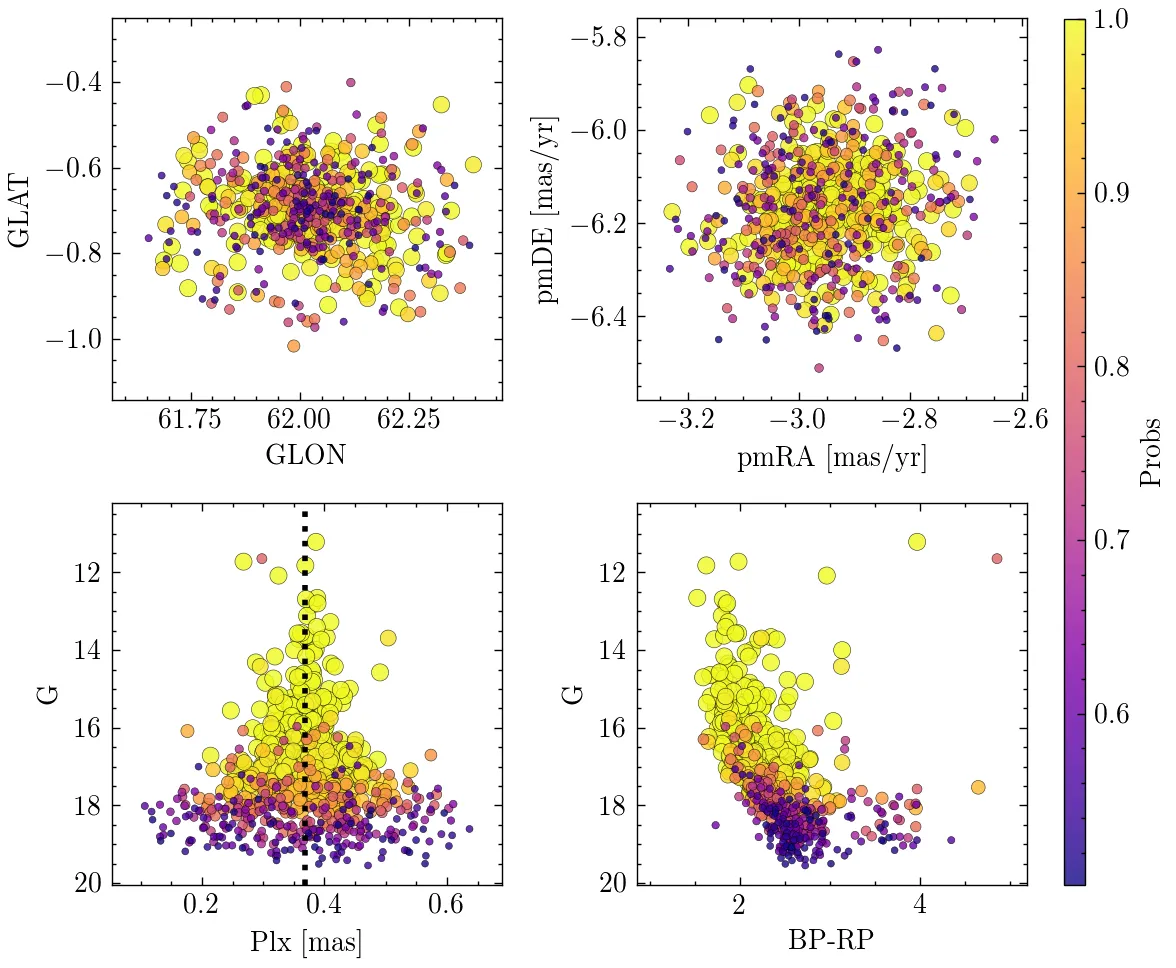 −0.4
−0.6
−0.8
−1.0
GLAT
61.75 62.00 62.25
GLON
−5.8
−6.0
−6.2
−6.4
pmDE [mas/yr]
−3.2 −3.0 −2.8 −2.6
pmRA [mas/yr]
12
14
16
18
20
G
0.2 0.4 0.6
Plx [mas]
12
14
16
18
20
G
2 4
BP-RP
1.0
0.9
0.8
0.7
0.6
Probs